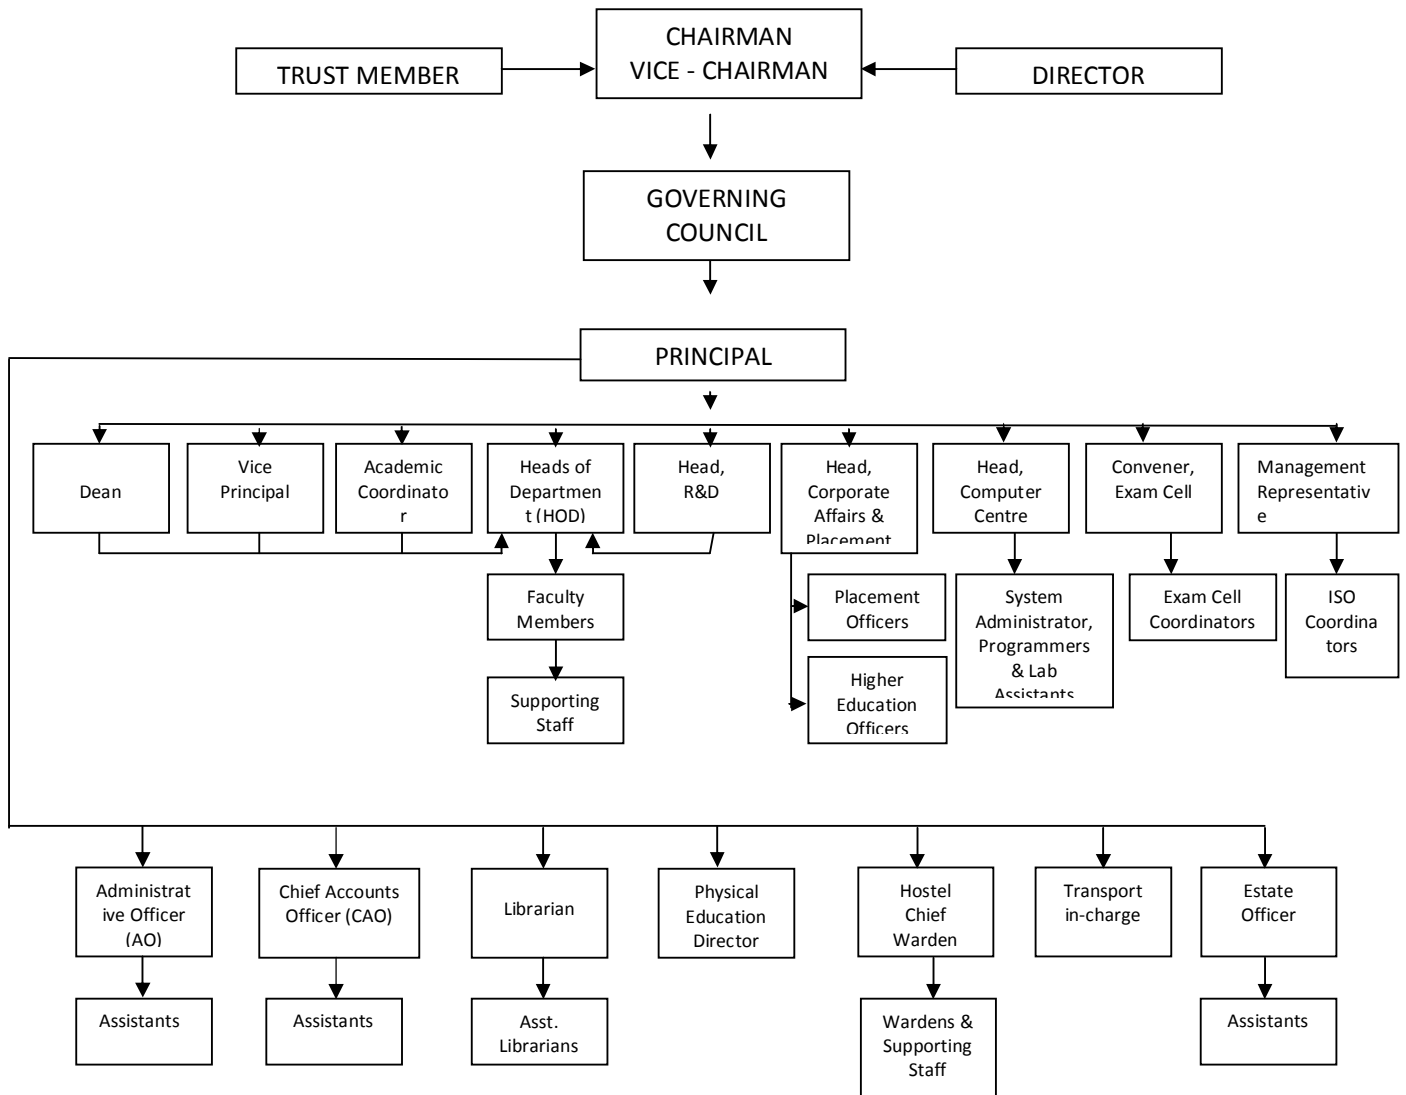 CHAIRMAN
VICE - CHAIRMAN
TRUST MEMBER
DIRECTOR
GOVERNING
COUNCIL
PRINCIPAL
Dean
Vice
Principal
Academic
Coordinato
r
Heads of
Departmen
t (HOD)
Head,
R&D
Head,
Corporate
Affairs &
Placement
Head,
Computer
Centre
Convener,
Exam Cell
Management
Representativ
e
Faculty
Members
Placement
Officers
System
Administrator,
Programmers
& Lab
Assistants
Exam Cell
Coordinators
ISO
Coordina
tors
Supporting
Staff
Higher
Education
Officers
Administrat
ive Officer
(AO)
Chief Accounts
Officer (CAO)
Librarian
Physical
Education
Director
Hostel
Chief
Warden
Transport
in-charge
Estate
Officer
Assistants
Assistants
Asst.
Librarians
Wardens &
Supporting
Staff
Assistants